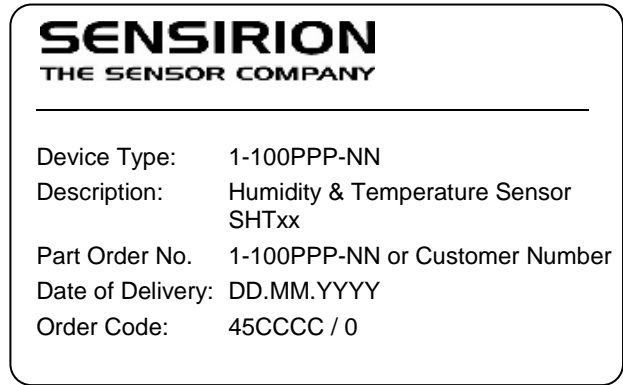 SENSIRION
THE SENSOR COMPANY
Device Type: 1-100PPP-NN
Description: Humidity & Temperature Sensor
SHTxx
Part Order No. 1-100PPP-NN or Customer Number
Date of Delivery: DD.MM.YYYY
Order Code: 45CCCC / 0